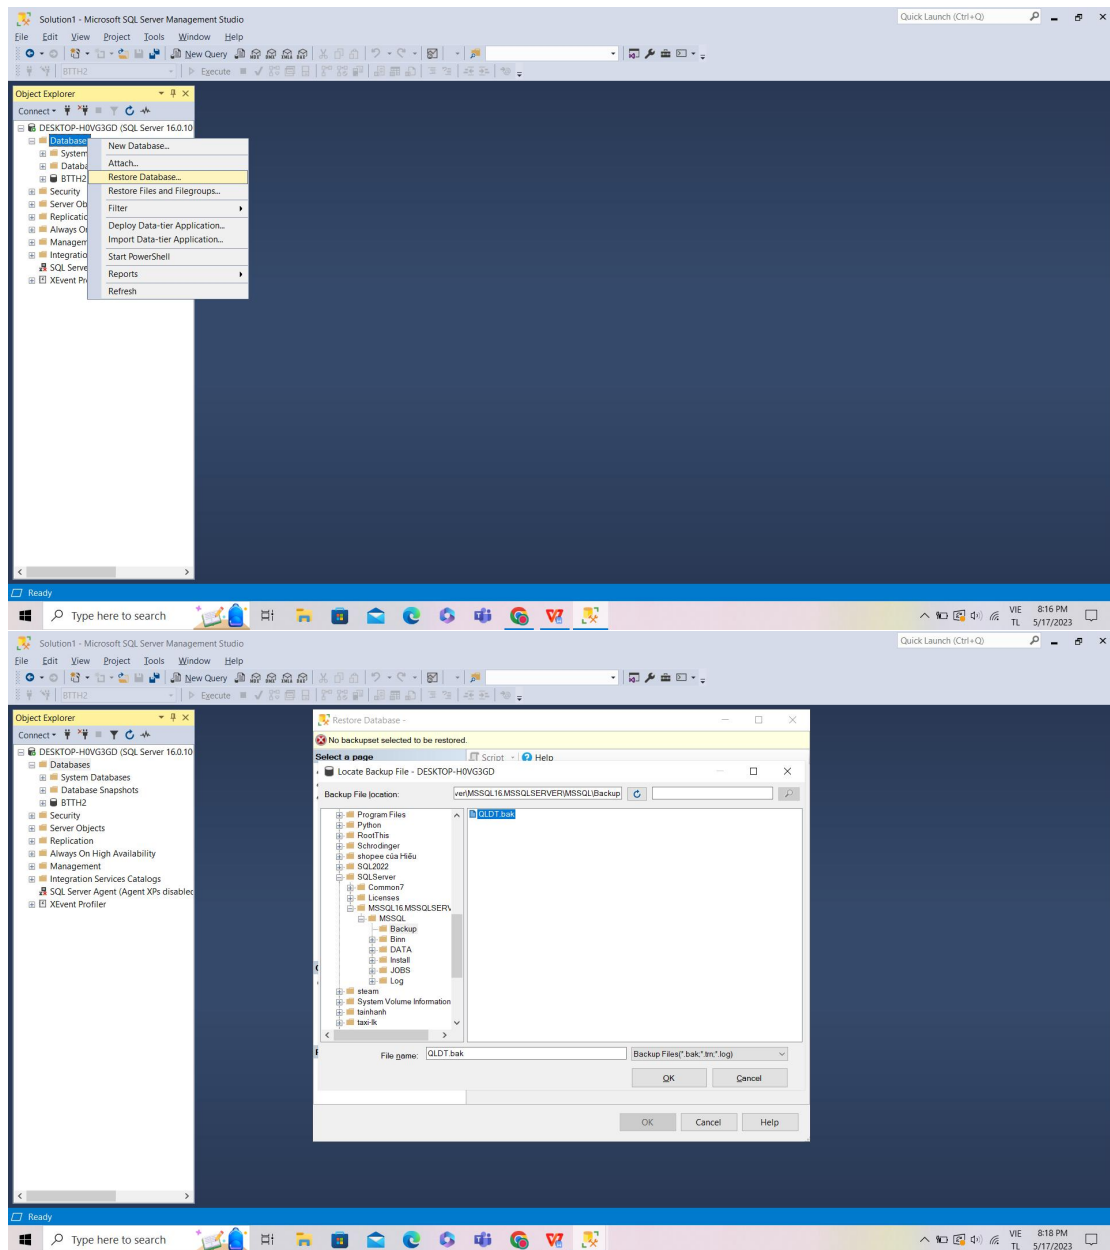 Solution1 - Microsoft SQL Server Management Studio
Quick Launch (Ctrl+Q)
File Edit View Project Tools Window Help
New Query
BTTH2
Execute
Object Explorer
Connect
DESKTOP-H0VG3GD (SQL Server 16.0.10
Database
System
Databa
BTTH2
Security
Server Ob
Replicatio
Always O
Managem
Integratio
SQL Serve
XEvent Pr
New Database...
Attach...
Restore Database...
Restore Files and Filegroups...
Filter
Deploy Data-tier Application...
Import Data-tier Application...
Start PowerShell
Reports
Refresh
Ready
Type here to search
VIE
TL
8:16 PM
5/17/2023
Solution1 - Microsoft SQL Server Management Studio
Quick Launch (Ctrl+Q)
File Edit View Project Tools Window Help
New Query
BTTH2
Execute
Object Explorer
Connect
DESKTOP-H0VG3GD (SQL Server 16.0.10
Databases
System Databases
Database Snapshots
BTTH2
Security
Server Objects
Replication
Always On High Availability
Management
Integration Services Catalogs
SQL Server Agent (Agent XPs disabled
XEvent Profiler
Restore Database -
No backupset selected to be restored.
Select a page
Script
Help
Locate Backup File - DESKTOP-H0VG3GD
Backup File location:
ver\MSSQL16.MSSQLSERVER\MSSQL\Backup
Program Files
Python
RootThis
Schrodinger
shopee của Hiếu
SQL2022
SQLServer
Common7
Licenses
MSSQL16.MSSQLSERV
MSSQL
Backup
Binn
DATA
Install
JOBS
Log
steam
System Volume Information
tainhanh
taxi-lk
QLDT.bak
File name:
QLDT.bak
Backup Files(*.bak;*.trn;*.log)
OK
Cancel
OK
Cancel
Help
Ready
Type here to search
VIE
TL
8:18 PM
5/17/2023